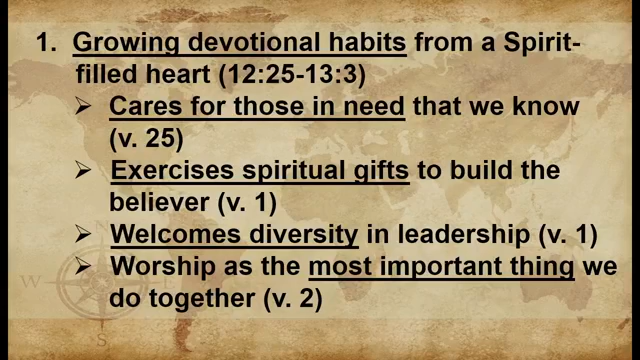 1. Growing devotional habits from a Spirit-
filled heart (12:25-13:3)
➢ Cares for those in need that we know
(v. 25)
➢ Exercises spiritual gifts to build the
believer (v. 1)
➢ Welcomes diversity in leadership (v. 1)
➢ Worship as the most important thing we
do together (v. 2)
W
S